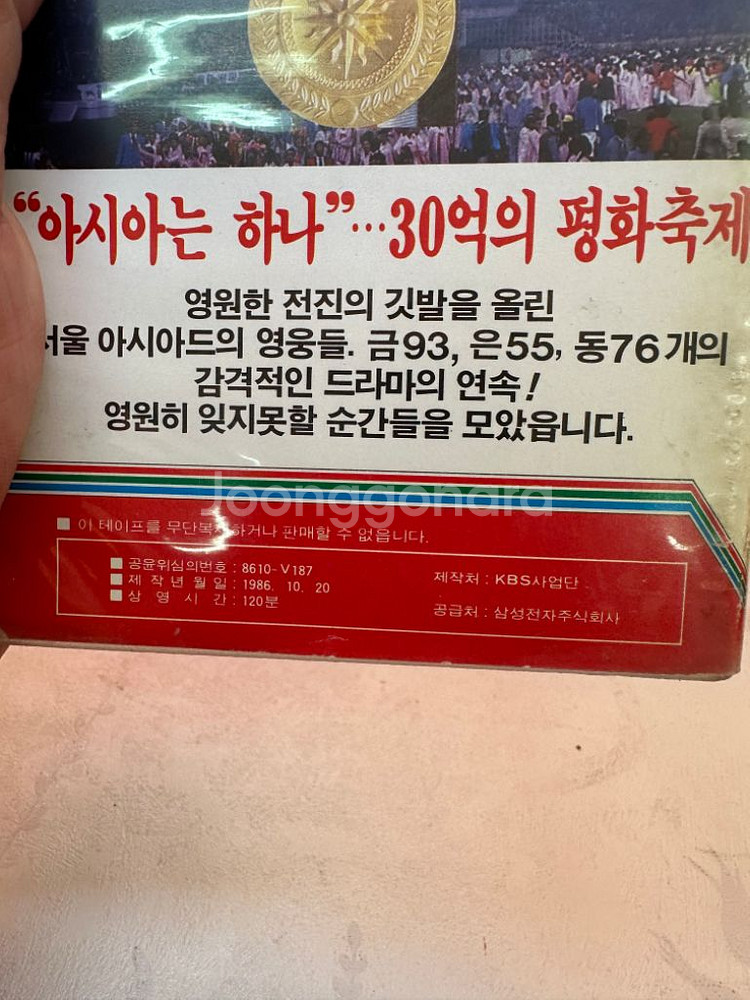 “아시아는 하나”…30억의 평화축제
영원한 전진의 깃발을 올린
서울 아시아드의 영웅들. 금93, 은55, 동76개의
감격적인 드라마의 연속!
영원히 잊지못할 순간들을 모았읍니다.
loonggonara
■ 이 테이프를 무단복제하거나 판매할 수 없읍니다.
■ 공윤위심의번호 : 8610-V187
■ 제작년월일 : 1986. 10. 20
■ 상영시간 : 120분
제작처 : KBS사업단
공급처 : 삼성전자주식회사